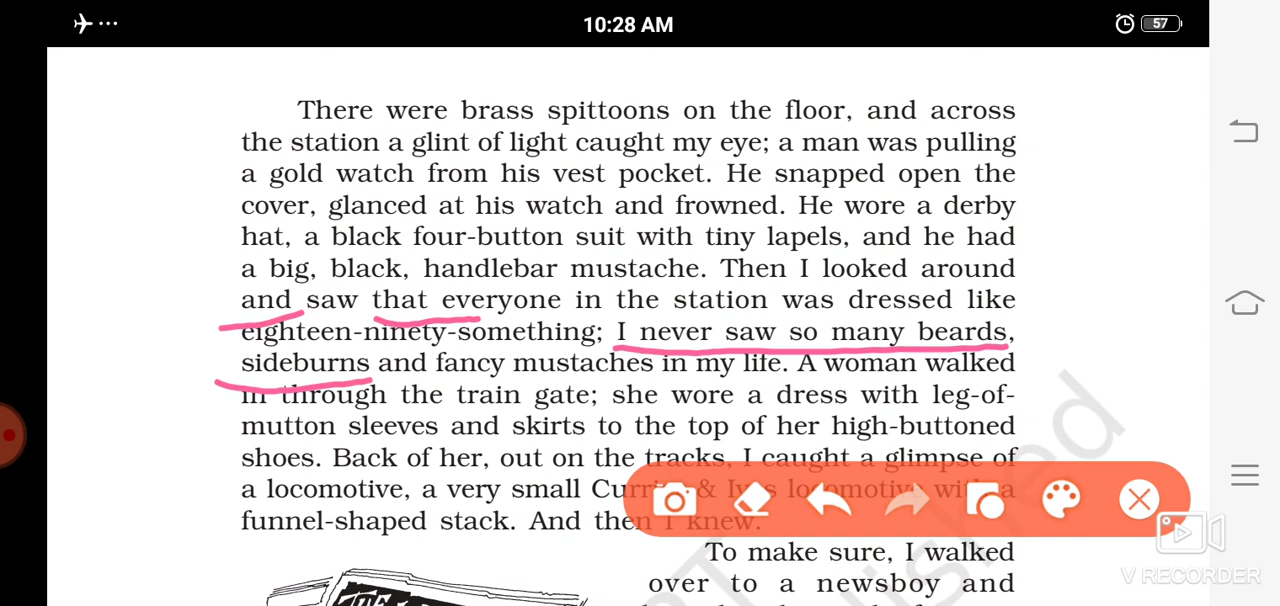 10:28 AM
57
There were brass spittoons on the floor, and across
the station a glint of light caught my eye; a man was pulling
a gold watch from his vest pocket. He snapped open the
cover, glanced at his watch and frowned. He wore a derby
hat, a black four-button suit with tiny lapels, and he had
a big, black, handlebar mustache. Then I looked around
and saw that everyone in the station was dressed like
eighteen-ninety-something; I never saw so many beards,
sideburns and fancy mustaches in my life. A woman walked
in through the train gate; she wore a dress with leg-of-
mutton sleeves and skirts to the top of her high-buttoned
shoes. Back of her, out on the tracks, I caught a glimpse of
a locomotive, a very small Currier & Ives locomotive with a
funnel-shaped stack. And then I knew.
To make sure, I walked
over to a newsboy and
V RECORDER